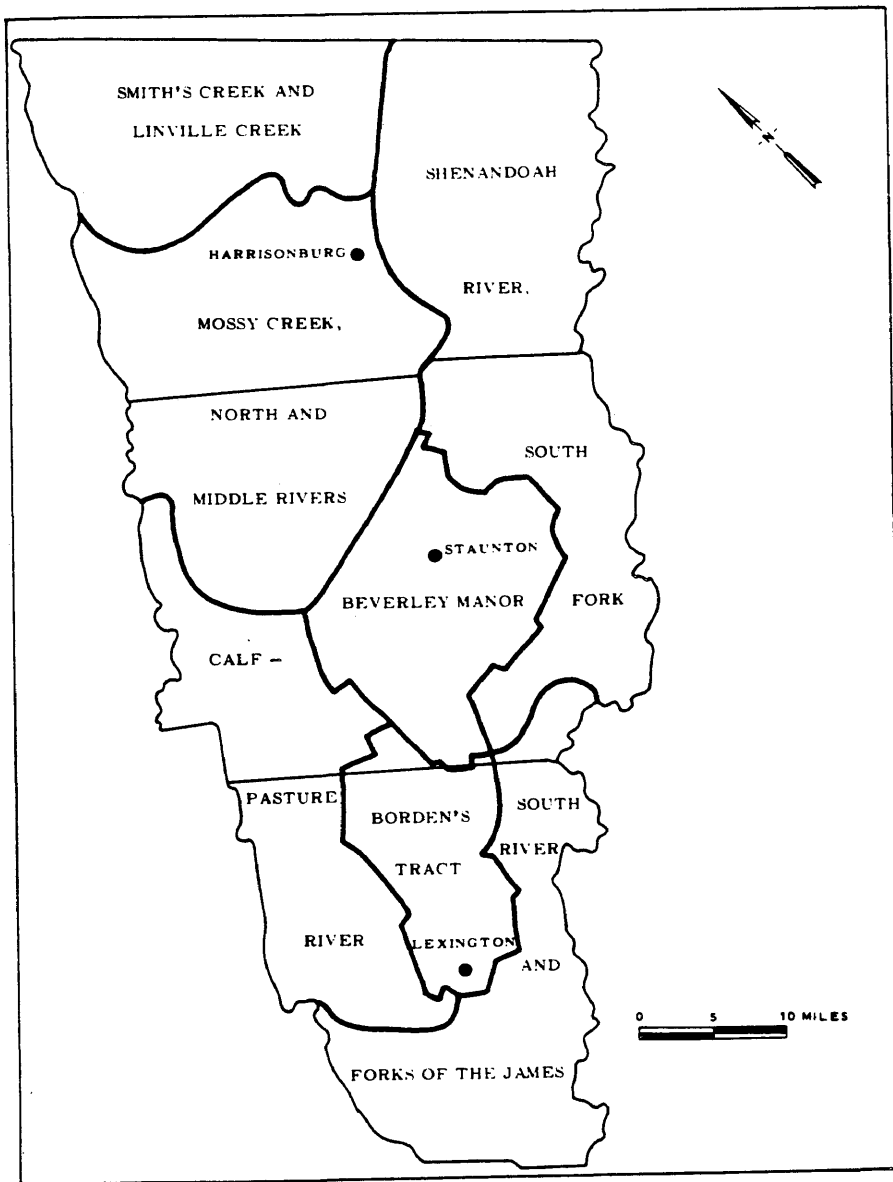 SMITH'S CREEK AND
LINVILLE CREEK
N
SHENANDOAH
HARRISONBURG
RIVER,
MOSSY CREEK,
NORTH AND
SOUTH
MIDDLE RIVERS
STAUNTON
BEVERLEY MANOR
FORK
CALF –
PASTURE
BORDEN'S
SOUTH
RIVER
TRACT
RIVER
LEXINGTON
AND
0 5 10 MILES
FORKS OF THE JAMES